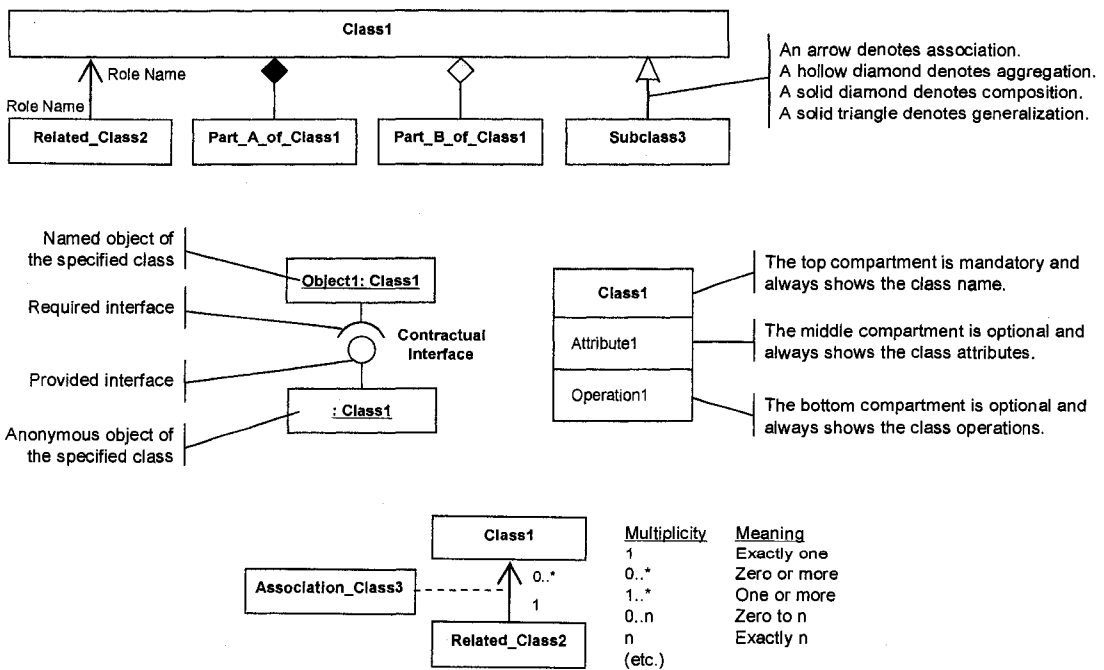 Class1
An arrow denotes association.
A hollow diamond denotes aggregation.
A solid diamond denotes composition.
A solid triangle denotes generalization.
Role Name
Role Name
Related_Class2
Part_A_of_Class1
Part_B_of_Class1
Subclass3
Named object of
the specified class
Object1: Class1
Required interface
Contractual
Interface
Provided interface
: Class1
Anonymous object of
the specified class
Class1
Attribute1
Operation1
The top compartment is mandatory and
always shows the class name.
The middle compartment is optional and
always shows the class attributes.
The bottom compartment is optional and
always shows the class operations.
Class1
0..*
Association_Class3
1
Related_Class2
Multiplicity Meaning
1 Exactly one
0..* Zero or more
1..* One or more
0..n Zero to n
n Exactly n
(etc.)